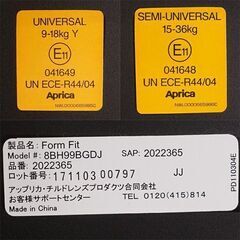 UNIVERSAL
9-18kg Y
E11
041649
UN ECE-R44/04
Aprica
SEMI-UNIVERSAL
15-36kg
E11
041648
UN ECE-R44/04
Aprica
製品名: Form Fit
Model #: 8BH99BGDJ SAP: 2022365
品番: 2022365
ロット番号 171103 00797 JJ
アップリカ・チルドレンズプロダクツ合同会社
お客様サポートセンター TEL 0120(415)814
Made in China
PD110304E